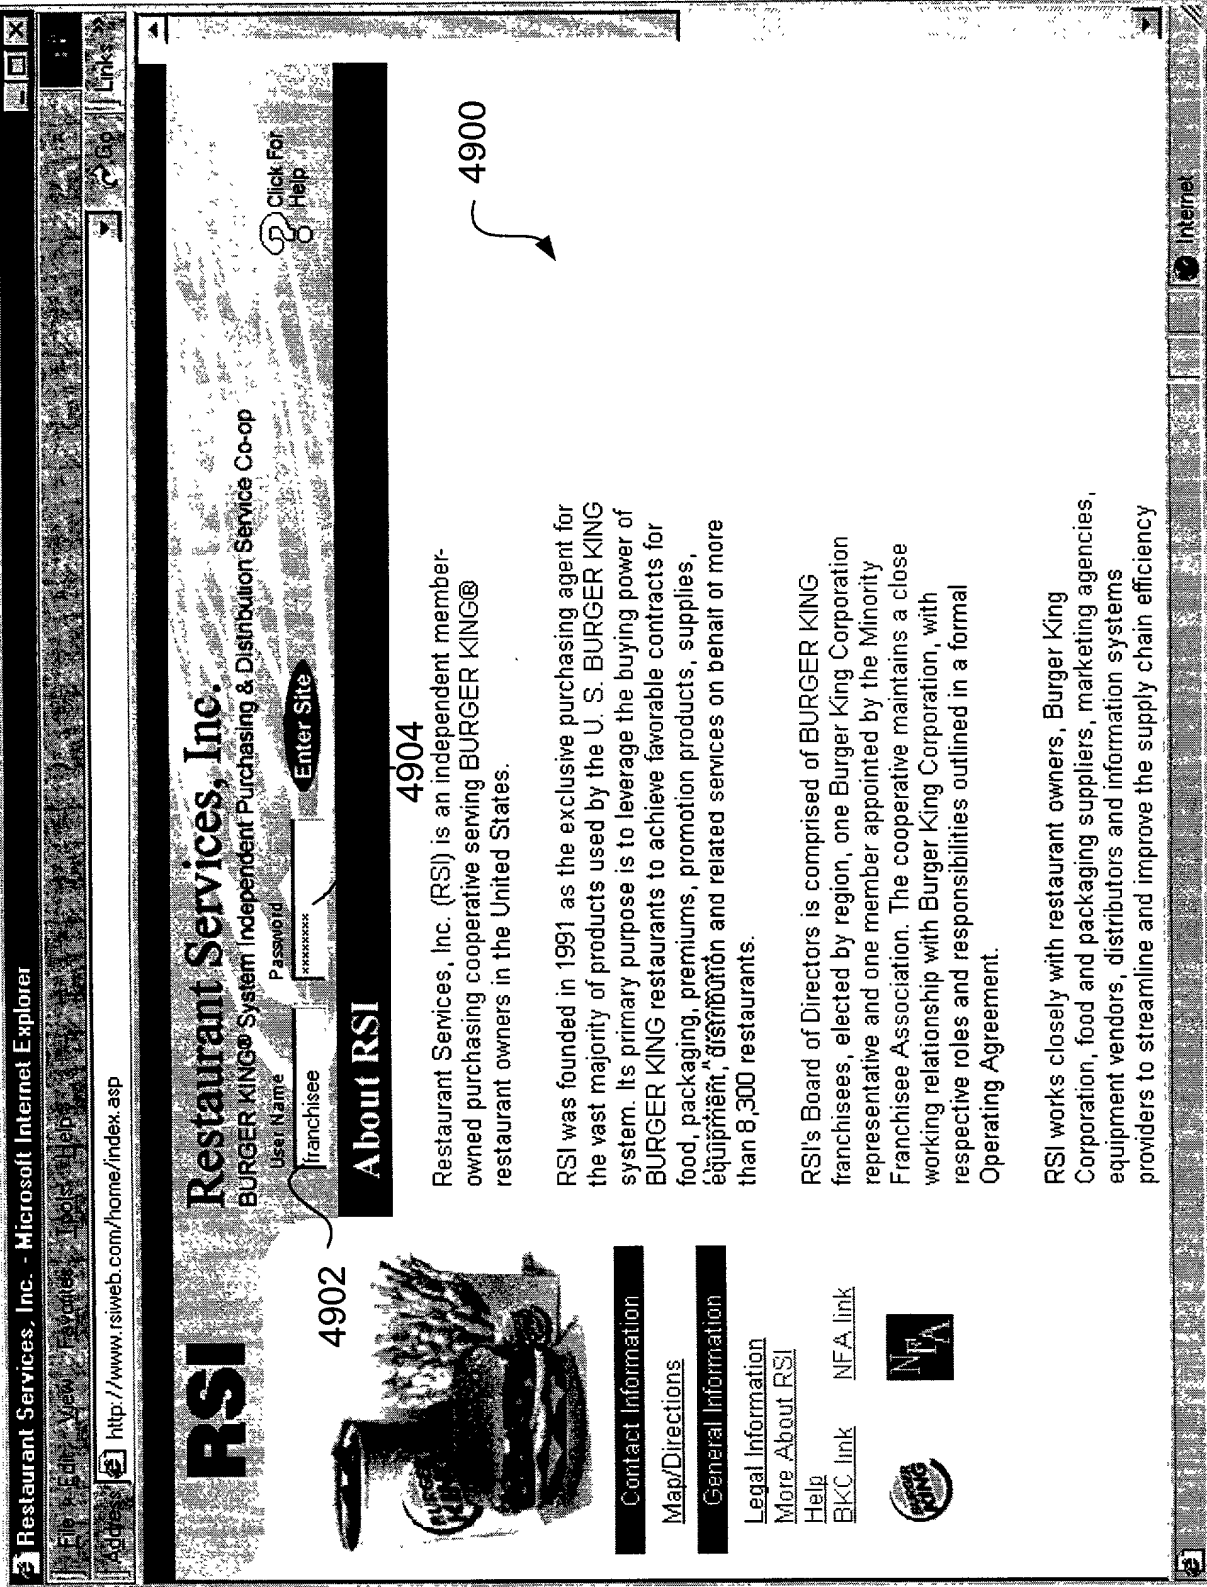 Restaurant Services, Inc. - Microsoft Internet Explorer
File Edit View Favorites Tools Help
Address http://www.rsiweb.com/home/index.asp Go Links »
RSI
Restaurant Services, Inc.
BURGER KING® System Independent Purchasing & Distribution Service Co-op
User Name Password
franchisee ******** Enter Site
Click For
Help
About RSI
4902
4904
4900
Restaurant Services, Inc. (RSI) is an independent member-
owned purchasing cooperative serving BURGER KING®
restaurant owners in the United States.
RSI was founded in 1991 as the exclusive purchasing agent for
the vast majority of products used by the U. S. BURGER KING
system. Its primary purpose is to leverage the buying power of
BURGER KING restaurants to achieve favorable contracts for
food, packaging, premiums, promotion products, supplies,
equipment, distribution and related services on behalf of more
than 8,300 restaurants.
RSI's Board of Directors is comprised of BURGER KING
franchisees, elected by region, one Burger King Corporation
representative and one member appointed by the Minority
Franchisee Association. The cooperative maintains a close
working relationship with Burger King Corporation, with
respective roles and responsibilities outlined in a formal
Operating Agreement.
RSI works closely with restaurant owners, Burger King
Corporation, food and packaging suppliers, marketing agencies,
equipment vendors, distributors and information systems
providers to streamline and improve the supply chain efficiency
BURGER KING
Contact Information
Map/Directions
General Information
Legal Information
More About RSI
Help
BKC link NFA link
BURGER KING
NFA
Internet